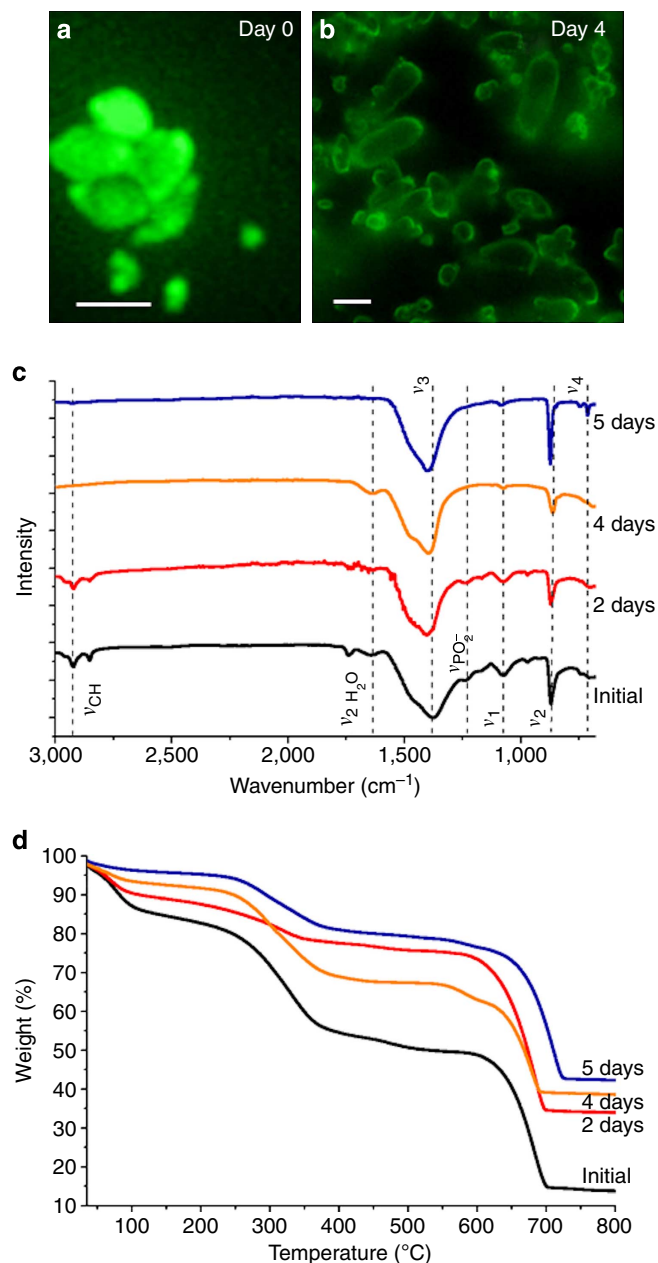 a
Day 0
b
Day 4
c
ν3
ν4
5 days
4 days
2 days
Initial
νCH
ν2 H2O
νPO2−
ν1
ν2
Intensity
3,000 2,500 2,000 1,500 1,000
Wavenumber (cm−1)
d
100
90
80
70
60
50
40
30
20
10
Weight (%)
5 days
4 days
2 days
Initial
100 200 300 400 500 600 700 800
Temperature (°C)